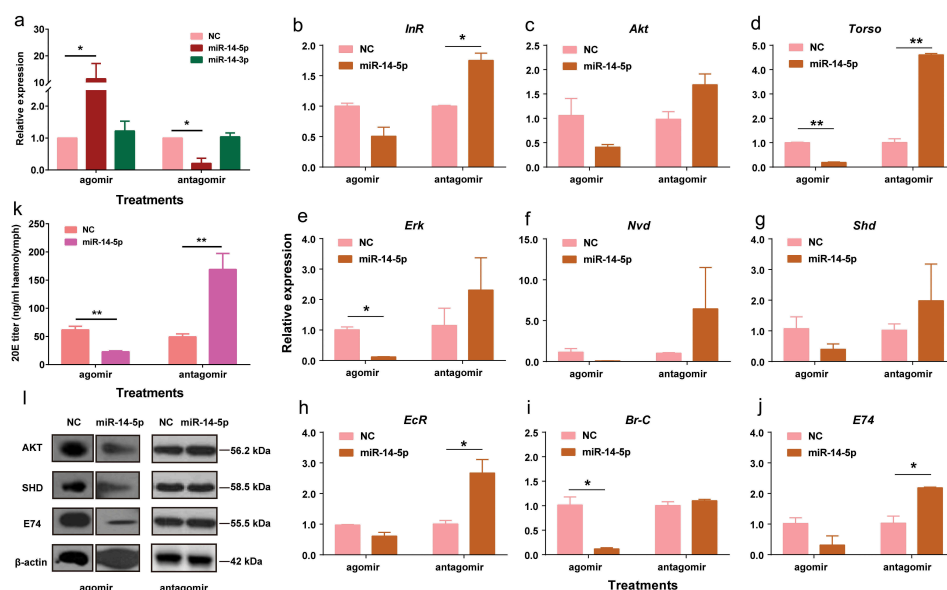 a
Relative expression
30
20
10
2.0
1.0
0.0
*
*
NC
miR-14-5p
miR-14-3p
agomir
antagomir
Treatments
b
InR
NC
miR-14-5p
*
2.0
1.5
1.0
0.5
0.0
agomir
antagomir
c
Akt
NC
miR-14-5p
2.5
2.0
1.5
1.0
0.5
0.0
agomir
antagomir
d
Torso
NC
miR-14-5p
**
**
5.0
4.0
3.0
2.0
1.0
0.0
agomir
antagomir
k
20E titer (ng/ml haemolymph)
NC
miR-14-5p
**
**
250
200
150
100
50
0
agomir
antagomir
Treatments
Relative expression
e
Erk
NC
miR-14-5p
*
4.0
3.0
2.0
1.0
0.0
agomir
antagomir
f
Nvd
NC
miR-14-5p
15.0
10.0
5.0
0.0
agomir
antagomir
g
Shd
NC
miR-14-5p
4.0
3.0
2.0
1.0
0.0
agomir
antagomir
l
NC miR-14-5p NC miR-14-5p
AKT 56.2 kDa
SHD 58.5 kDa
E74 55.5 kDa
β-actin 42 kDa
agomir antagomir
h
EcR
NC
miR-14-5p
*
4.0
3.0
2.0
1.0
0.0
agomir
antagomir
i
Br-C
NC
miR-14-5p
*
2.5
2.0
1.5
1.0
0.5
0.0
agomir
antagomir
Treatments
j
E74
NC
miR-14-5p
*
4.0
3.0
2.0
1.0
0.0
agomir
antagomir